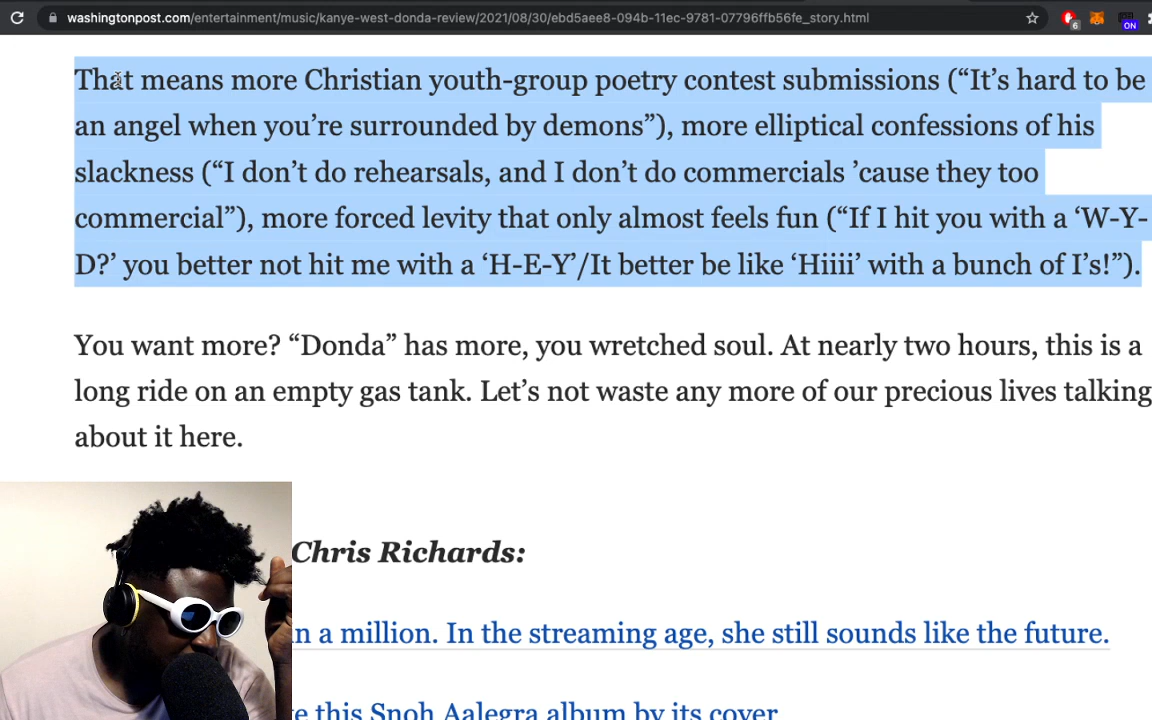 washingtonpost.com/entertainment/music/kanye-west-donda-review/2021/08/30/ebd5aee8-094b-11ec-9781-07796ffb56fe_story.html
6
ON
That means more Christian youth-group poetry contest submissions (“It’s hard to be
an angel when you’re surrounded by demons”), more elliptical confessions of his
slackness (“I don’t do rehearsals, and I don’t do commercials ’cause they too
commercial”), more forced levity that only almost feels fun (“If I hit you with a ‘W-Y-
D?’ you better not hit me with a ‘H-E-Y’/It better be like ‘Hiiii’ with a bunch of I’s!”).
You want more? “Donda” has more, you wretched soul. At nearly two hours, this is a
long ride on an empty gas tank. Let’s not waste any more of our precious lives talking
about it here.
Chris Richards:
in a million. In the streaming age, she still sounds like the future.
this Snoh Aalegra album by its cover